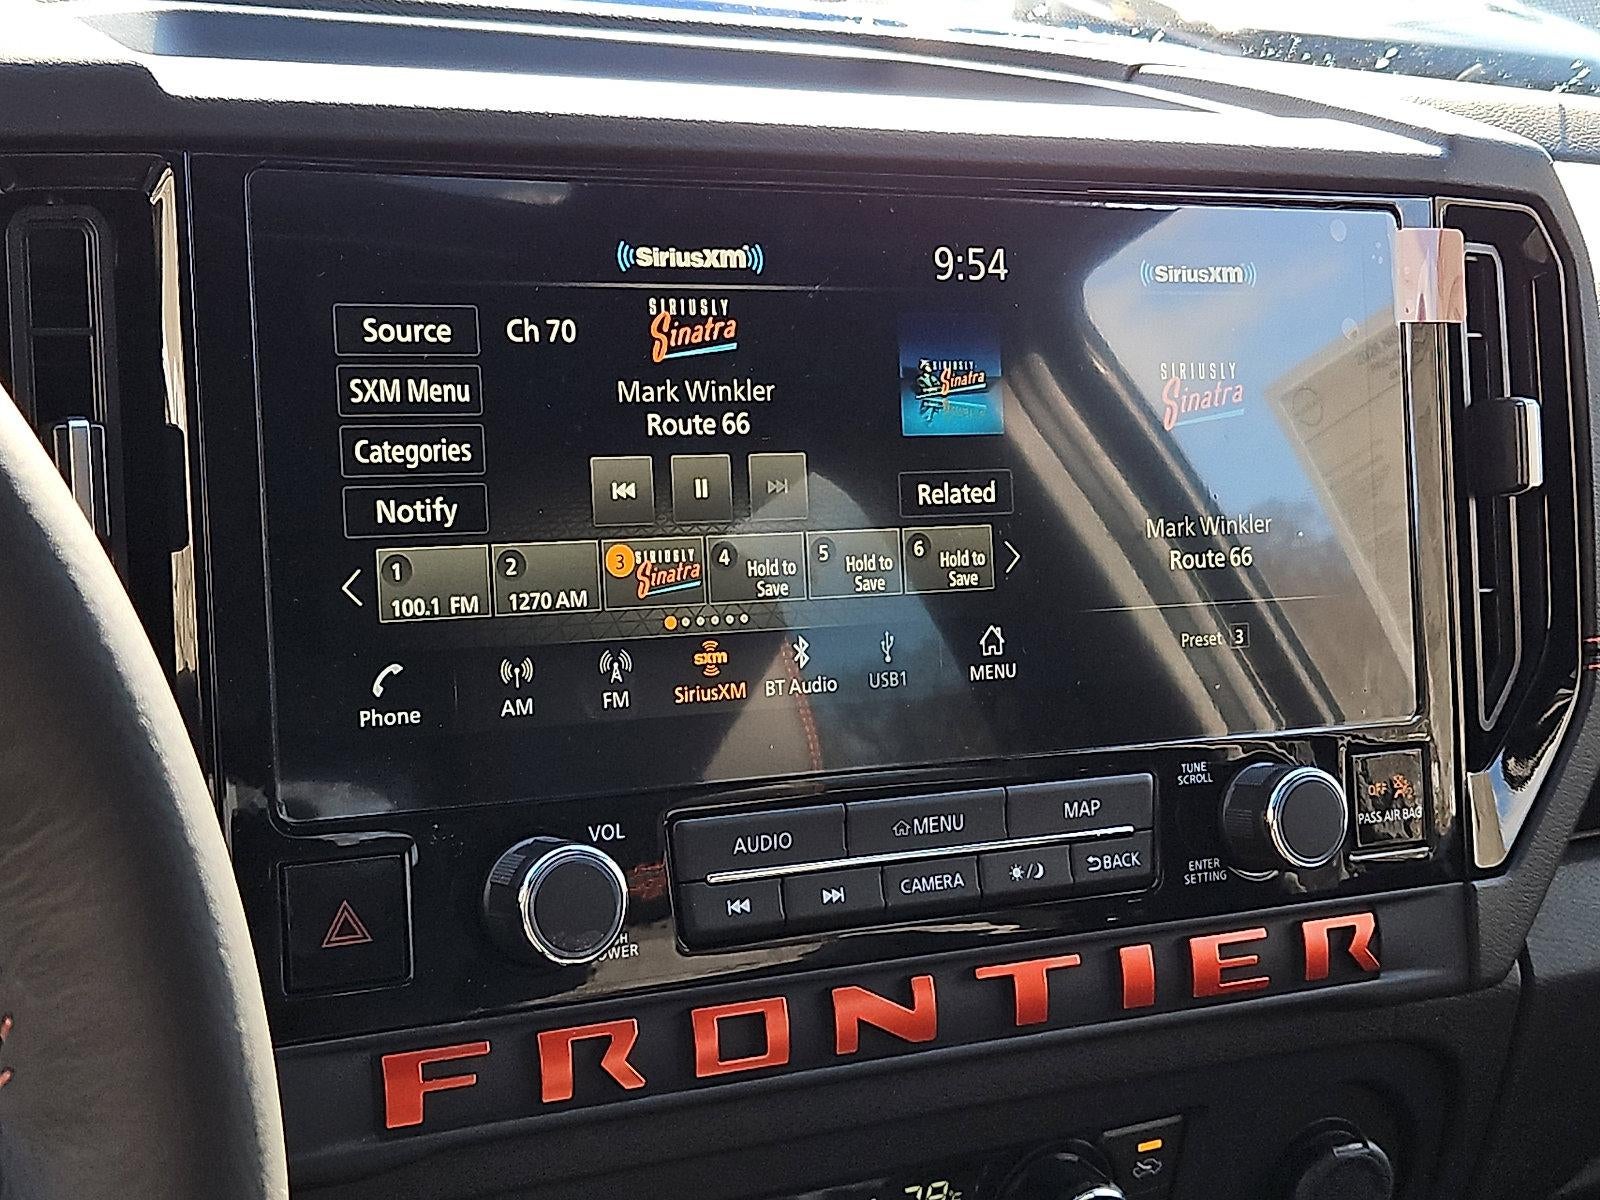 SiriusXM
9:54
SiriusXM
Source
Ch 70
SIRIUSLY
Sinatra
SIRIUSLY
Sinatra
SIRIUSLY
Sinatra
SXM Menu
Mark Winkler
Route 66
Categories
Notify
Related
Mark Winkler
Route 66
1
100.1 FM
2
1270 AM
3
SIRIUSLY
Sinatra
4
Hold to
Save
5
Hold to
Save
6
Hold to
Save
Preset 3
Phone
AM
FM
sxm
SiriusXM
BT Audio
USB1
MENU
TUNE
SCROLL
VOL
AUDIO
MENU
MAP
OFF
PASS AIR BAG
CAMERA
BACK
ENTER
SETTING
FRONTIER